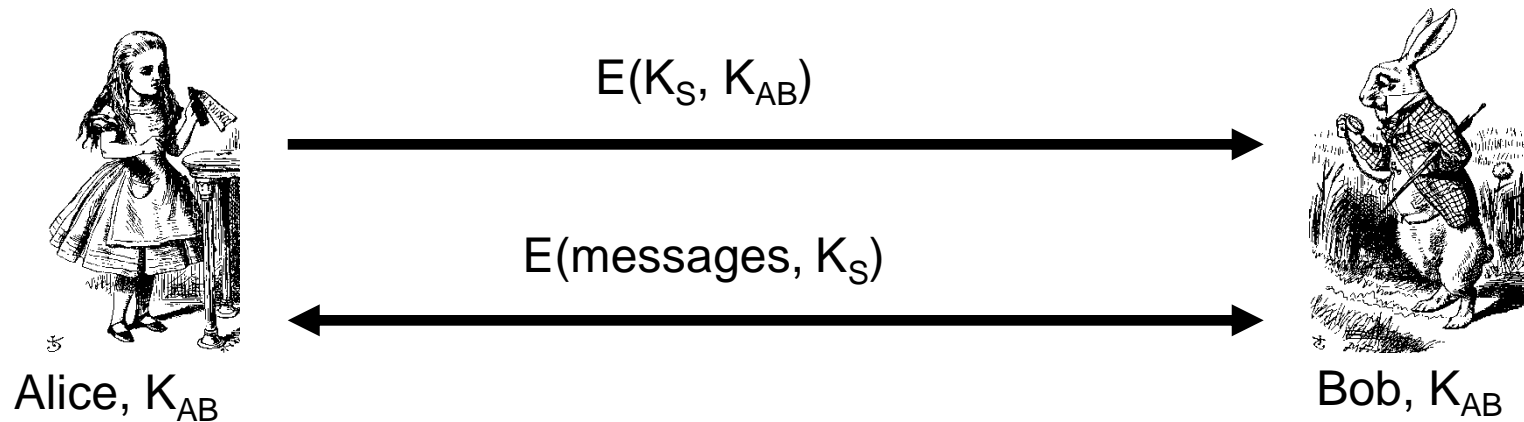 E(K_S, K_AB)
E(messages, K_S)
Alice, K_AB
Bob, K_AB